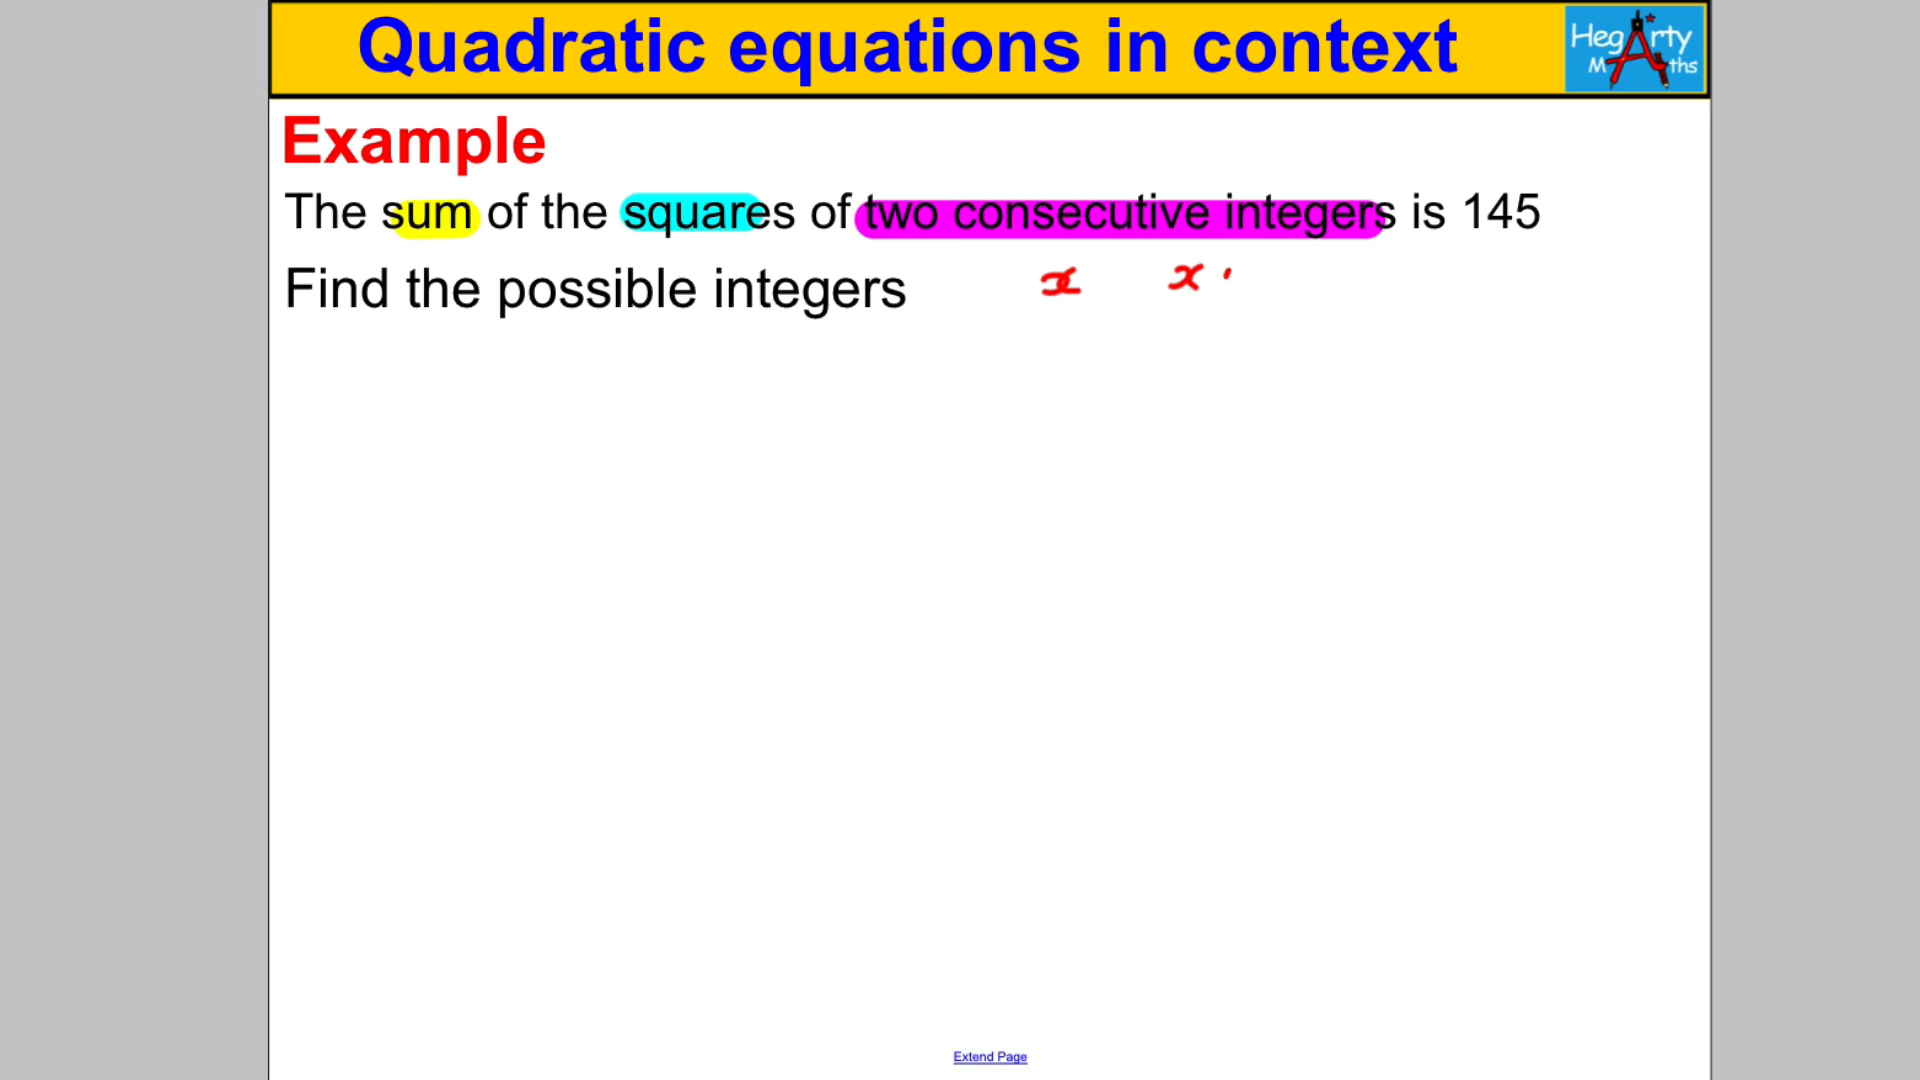 Quadratic equations in context
HegArty
Mths
Example
The sum of the squares of two consecutive integers is 145
Find the possible integers x x
Extend Page